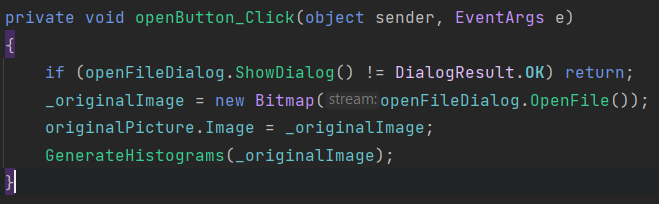 private void openButton_Click(object sender, EventArgs e)
{
if (openFileDialog.ShowDialog() != DialogResult.OK) return;
_originalImage = new Bitmap(stream:openFileDialog.OpenFile());
originalPicture.Image = _originalImage;
GenerateHistograms(_originalImage);
}